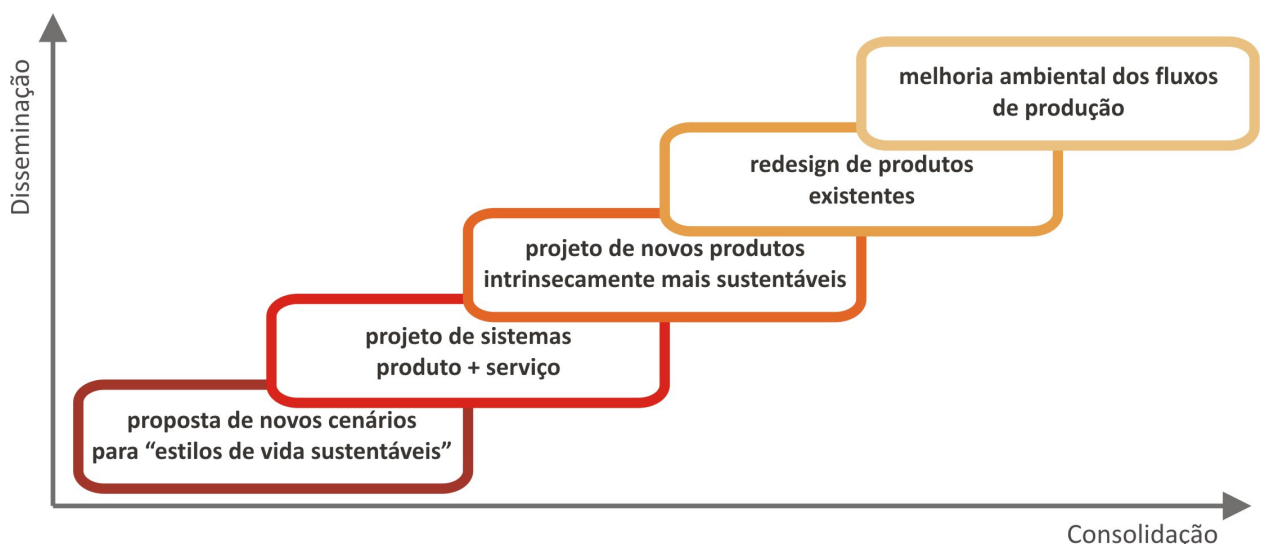 Disseminação
melhoria ambiental dos fluxos
de produção
redesign de produtos
existentes
projeto de novos produtos
intrinsecamente mais sustentáveis
projeto de sistemas
produto + serviço
proposta de novos cenários
para “estilos de vida sustentáveis”
Consolidação